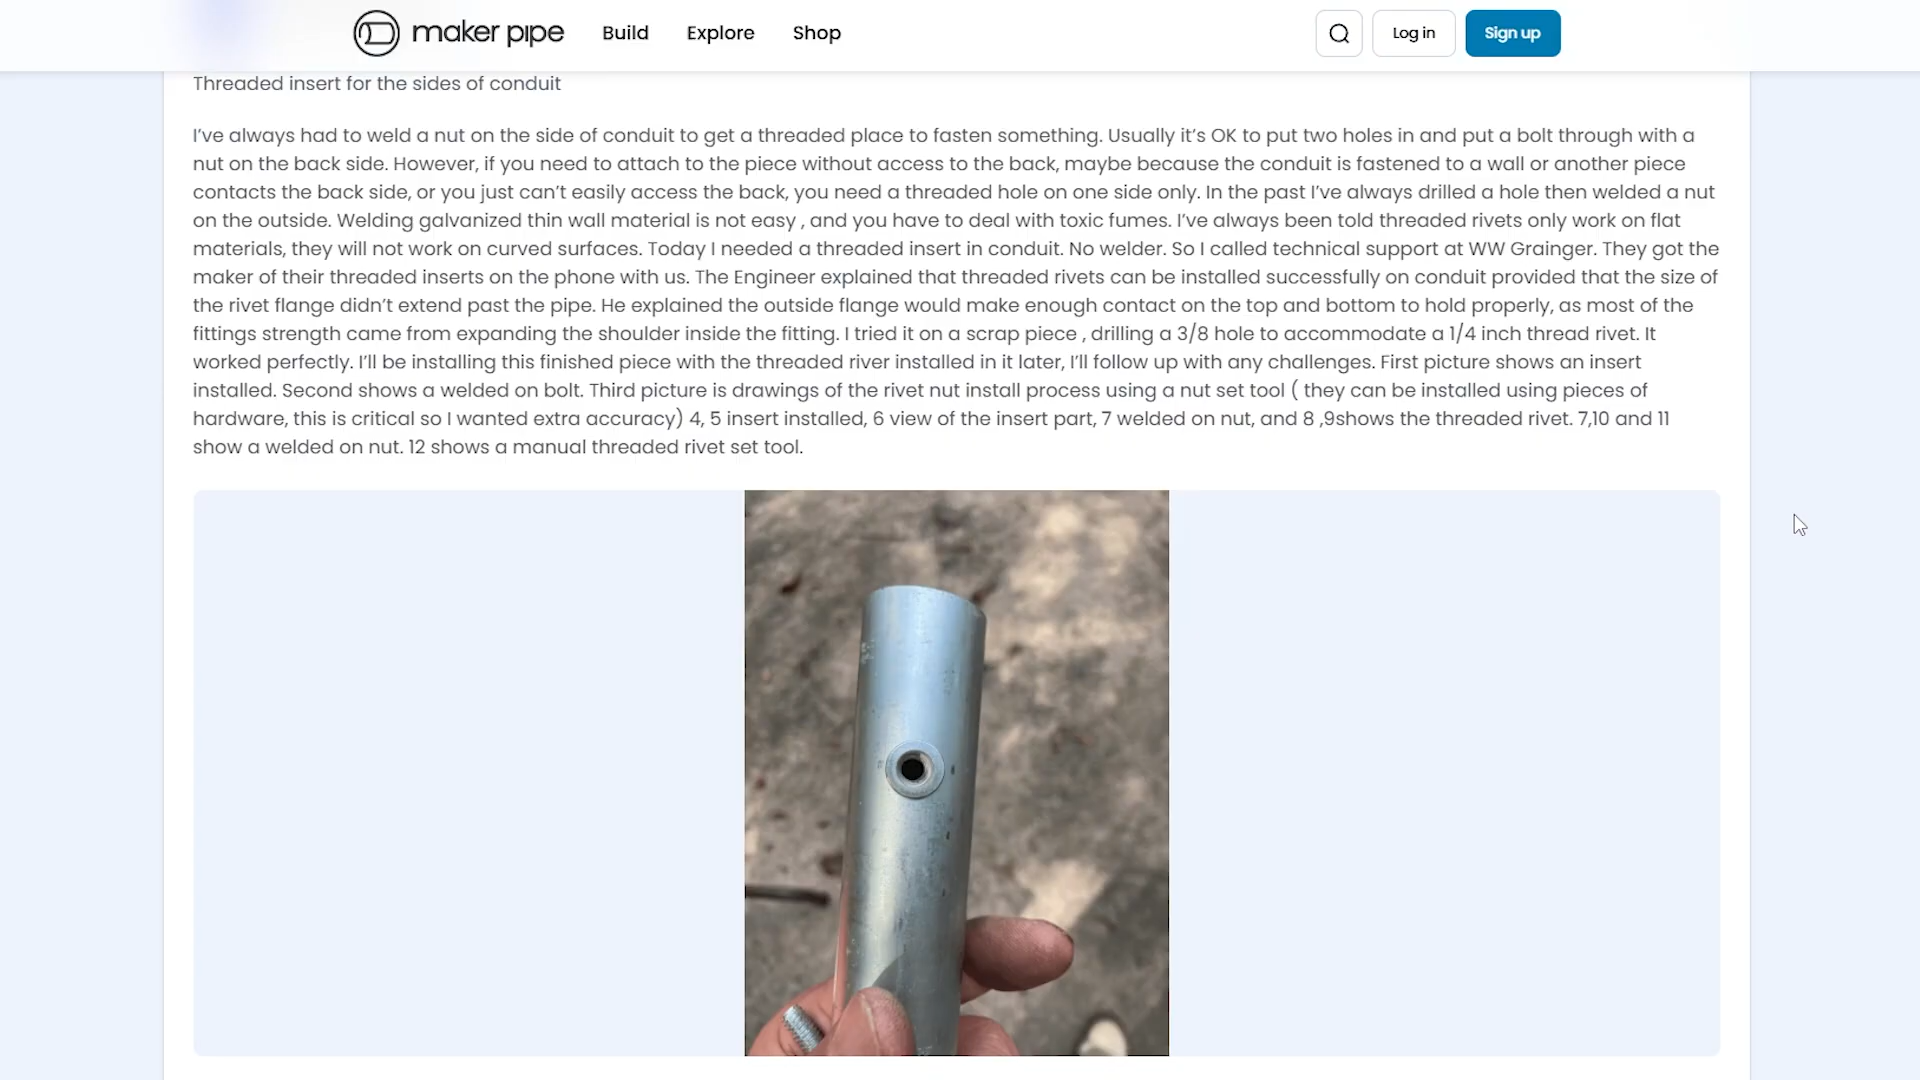 maker pipe Build Explore Shop Log in Sign up
Threaded insert for the sides of conduit
I’ve always had to weld a nut on the side of conduit to get a threaded place to fasten something. Usually it’s OK to put two holes in and put a bolt through with a
nut on the back side. However, if you need to attach to the piece without access to the back, maybe because the conduit is fastened to a wall or another piece
contacts the back side, or you just can’t easily access the back, you need a threaded hole on one side only. In the past I’ve always drilled a hole then welded a nut
on the outside. Welding galvanized thin wall material is not easy , and you have to deal with toxic fumes. I’ve always been told threaded rivets only work on flat
materials, they will not work on curved surfaces. Today I needed a threaded insert in conduit. No welder. So I called technical support at WW Grainger. They got the
maker of their threaded inserts on the phone with us. The Engineer explained that threaded rivets can be installed successfully on conduit provided that the size of
the rivet flange didn’t extend past the pipe. He explained the outside flange would make enough contact on the top and bottom to hold properly, as most of the
fittings strength came from expanding the shoulder inside the fitting. I tried it on a scrap piece , drilling a 3/8 hole to accommodate a 1/4 inch thread rivet. It
worked perfectly. I’ll be installing this finished piece with the threaded river installed in it later, I’ll follow up with any challenges. First picture shows an insert
installed. Second shows a welded on bolt. Third picture is drawings of the rivet nut install process using a nut set tool ( they can be installed using pieces of
hardware, this is critical so I wanted extra accuracy) 4, 5 insert installed, 6 view of the insert part, 7 welded on nut, and 8 ,9shows the threaded rivet. 7,10 and 11
show a welded on nut. 12 shows a manual threaded rivet set tool.